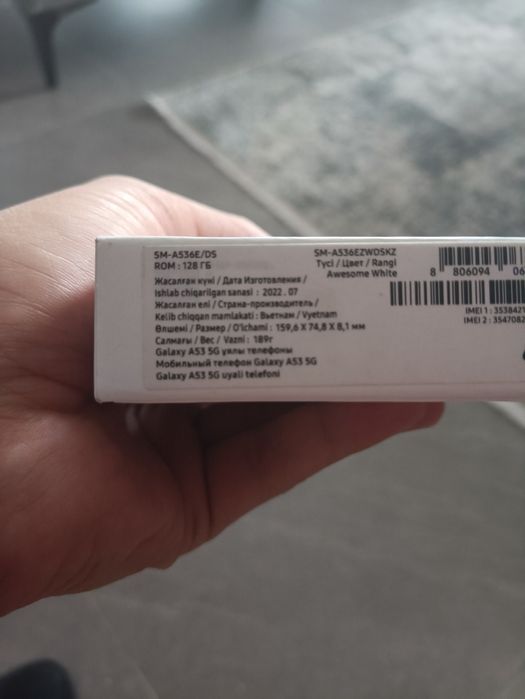 SM-A536E/DS
ROM : 128 ГБ
Жасалған күні / Дата Изготовления /
Ishlab chiqarilgan sanasi : 2022 . 07
Жасалған елі / Страна-производитель /
Kelib chiqqan mamlakati: Вьетнам / Vyetnam
Өлшемі / Размер / O'lchami : 159,6 X 74,8 X 8,1 мм
Салмағы / Вес / Vazni : 189г
Galaxy A53 5G ұялы телефоны
Мобильный телефон Galaxy A53 5G
Galaxy A53 5G uyali telefoni
SM-A536EZWDSKZ
Түсі / Цвет / Rangi
Awesome White
8 806094 06
IMEI 1 : 3538421
IMEI 2 : 3547082